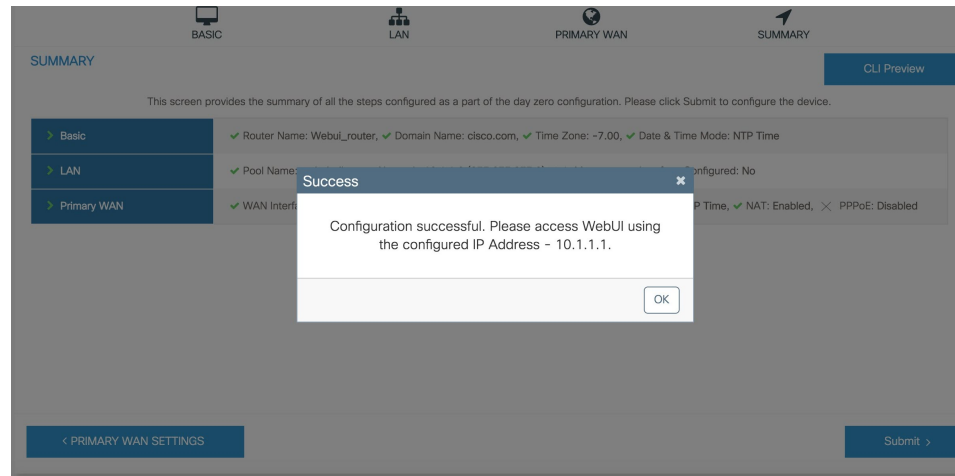 BASIC
LAN
PRIMARY WAN
SUMMARY
SUMMARY
CLI Preview
This screen provides the summary of all the steps configured as a part of the day zero configuration. Please click Submit to configure the device.
> Basic
✔ Router Name: Webui_router, ✔ Domain Name: cisco.com, ✔ Time Zone: -7.00, ✔ Date & Time Mode: NTP Time
> LAN
✔ Pool Name: Configured: No
> Primary WAN
✔ WAN Time, ✔ NAT: Enabled, ✕ PPPoE: Disabled
Success ✖
Configuration successful. Please access WebUI using
the configured IP Address - 10.1.1.1.
OK
< PRIMARY WAN SETTINGS
Submit >